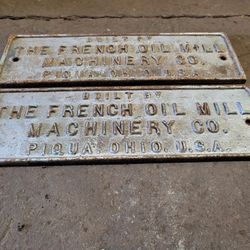 BUILT BY
THE FRENCH OIL MILL
MACHINERY CO.
PIQUA, OHIO, U.S.A.
BUILT BY
THE FRENCH OIL MILL
MACHINERY CO.
PIQUA, OHIO, U.S.A.